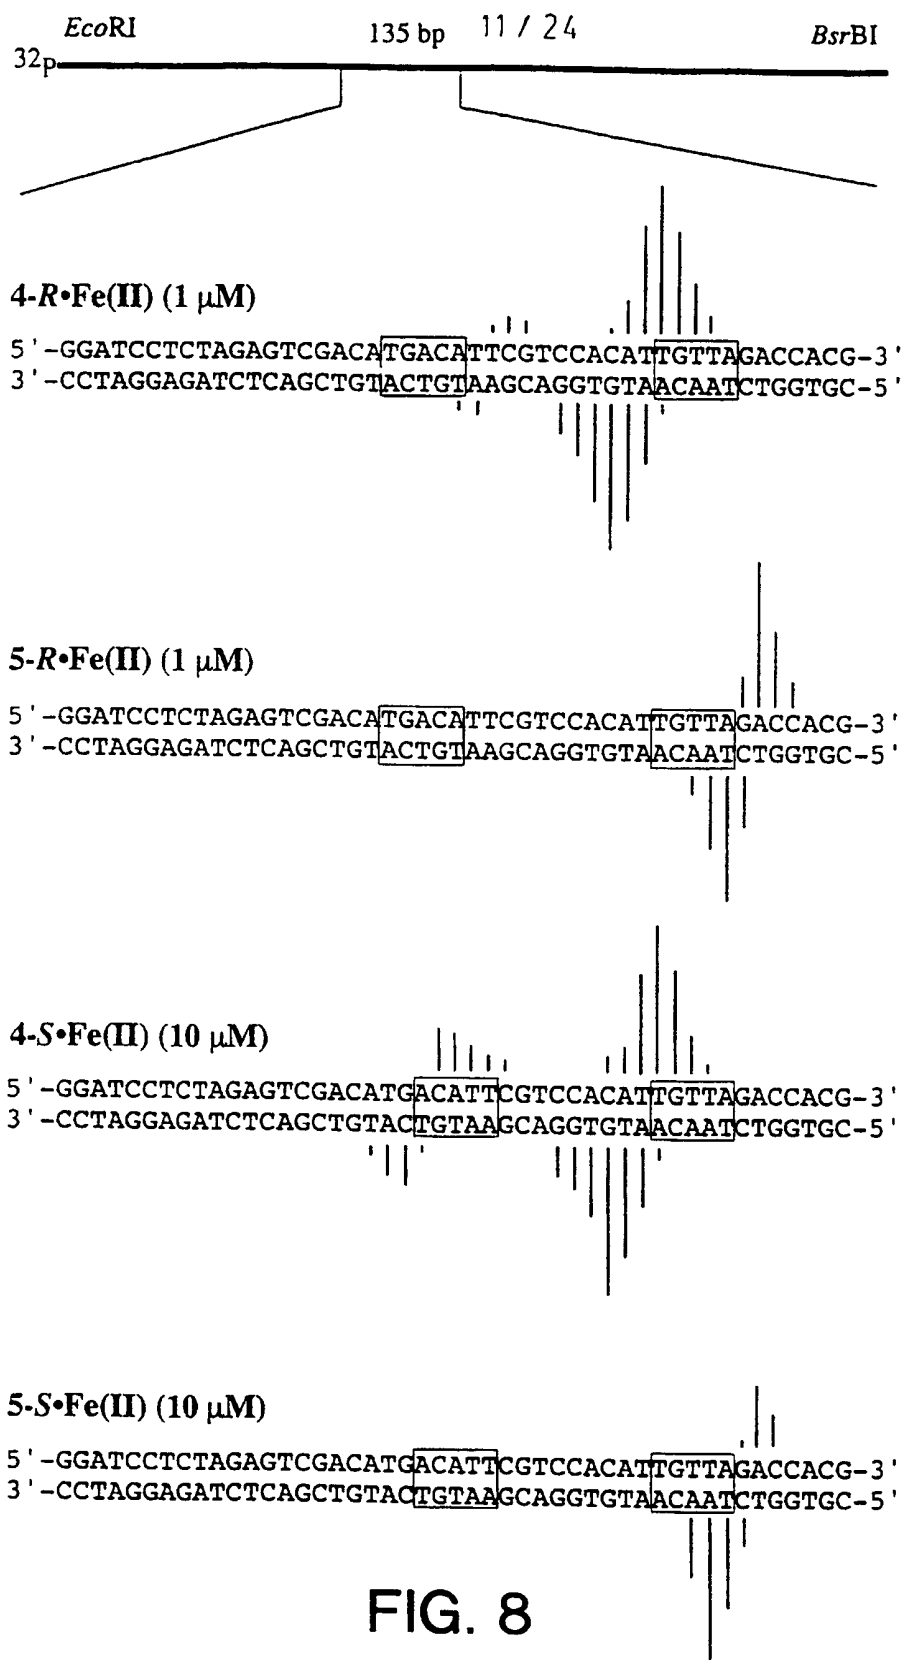 EcoRI 135 bp 11 / 24 BsrBI
32p
4-R•Fe(II) (1 μM)
5'-GGATCCTCTAGAGTCGACATGACATTCGTCCACATTGTTAGACCACG-3'
3'-CCTAGGAGATCTCAGCTGTACTGTAAGCAGGTGTAACAATCTGGTGC-5'
5-R•Fe(II) (1 μM)
5'-GGATCCTCTAGAGTCGACATGACATTCGTCCACATTGTTAGACCACG-3'
3'-CCTAGGAGATCTCAGCTGTACTGTAAGCAGGTGTAACAATCTGGTGC-5'
4-S•Fe(II) (10 μM)
5'-GGATCCTCTAGAGTCGACATGACATTCGTCCACATTGTTAGACCACG-3'
3'-CCTAGGAGATCTCAGCTGTACTGTAAGCAGGTGTAACAATCTGGTGC-5'
5-S•Fe(II) (10 μM)
5'-GGATCCTCTAGAGTCGACATGACATTCGTCCACATTGTTAGACCACG-3'
3'-CCTAGGAGATCTCAGCTGTACTGTAAGCAGGTGTAACAATCTGGTGC-5'
FIG. 8